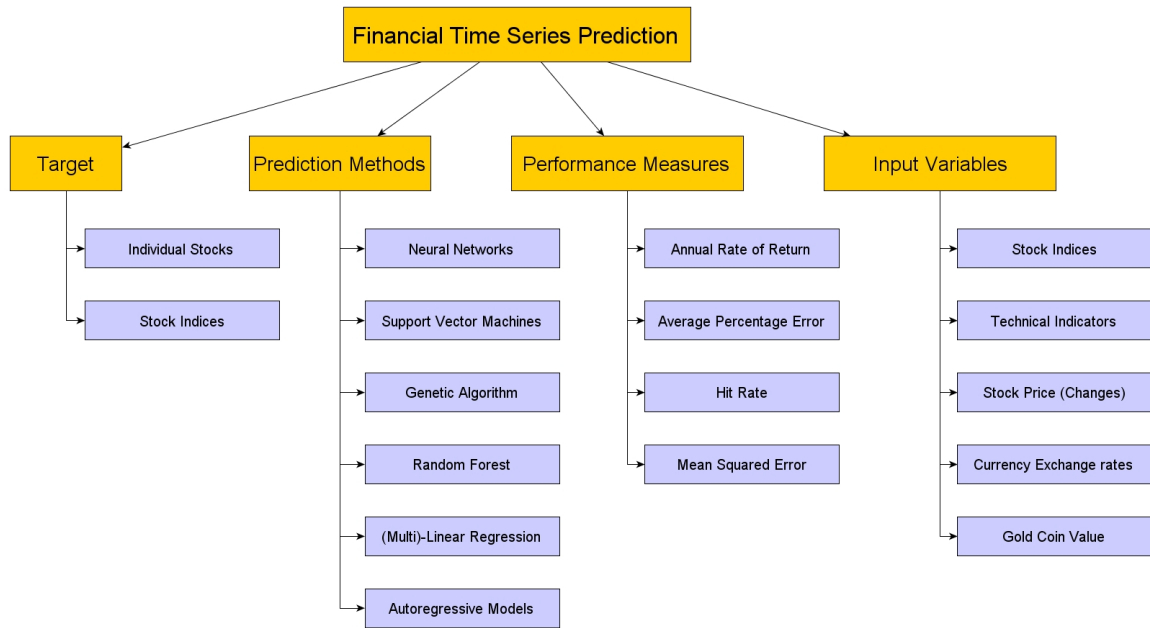 Financial Time Series Prediction
Target
Prediction Methods
Performance Measures
Input Variables
Individual Stocks
Neural Networks
Annual Rate of Return
Stock Indices
Stock Indices
Support Vector Machines
Average Percentage Error
Technical Indicators
Genetic Algorithm
Hit Rate
Stock Price (Changes)
Random Forest
Mean Squared Error
Currency Exchange rates
(Multi)-Linear Regression
Gold Coin Value
Autoregressive Models